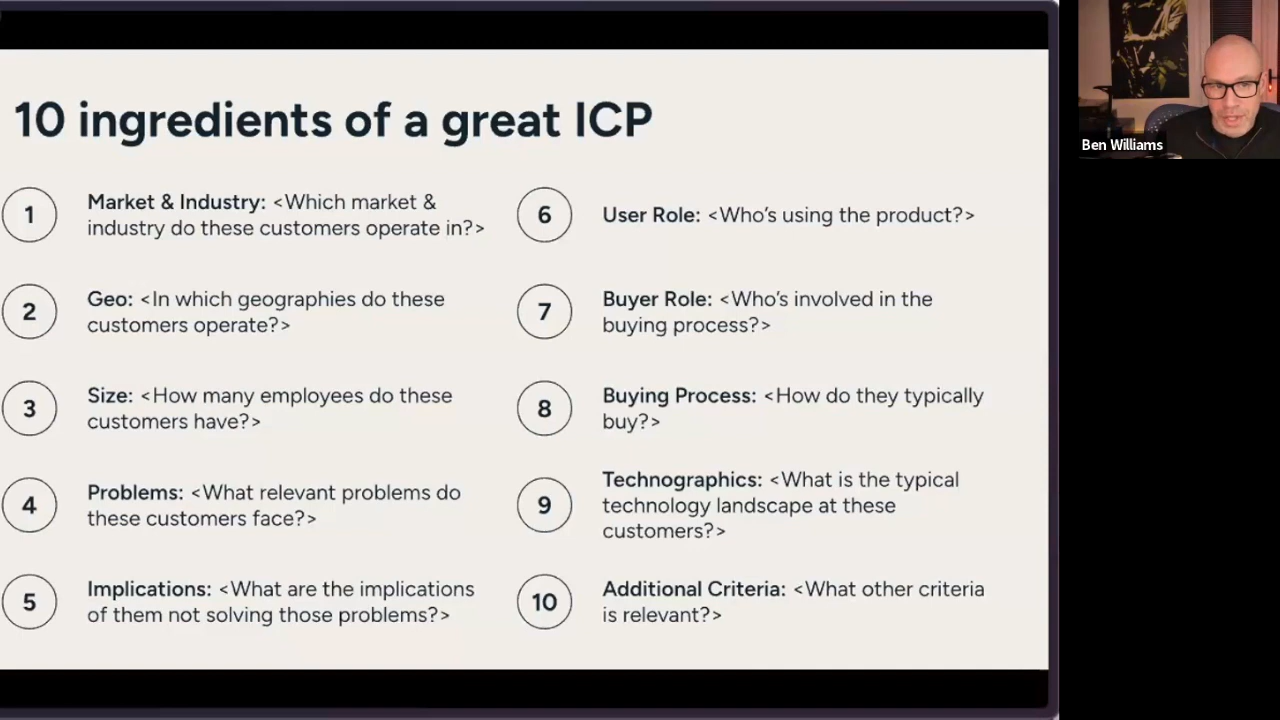 10 ingredients of a great ICP
1
Market & Industry: <Which market &
industry do these customers operate in?>
2
Geo: <In which geographies do these
customers operate?>
3
Size: <How many employees do these
customers have?>
4
Problems: <What relevant problems do
these customers face?>
5
Implications: <What are the implications
of them not solving those problems?>
6
User Role: <Who's using the product?>
7
Buyer Role: <Who's involved in the
buying process?>
8
Buying Process: <How do they typically
buy?>
9
Technographics: <What is the typical
technology landscape at these
customers?>
10
Additional Criteria: <What other criteria
is relevant?>
Ben Williams